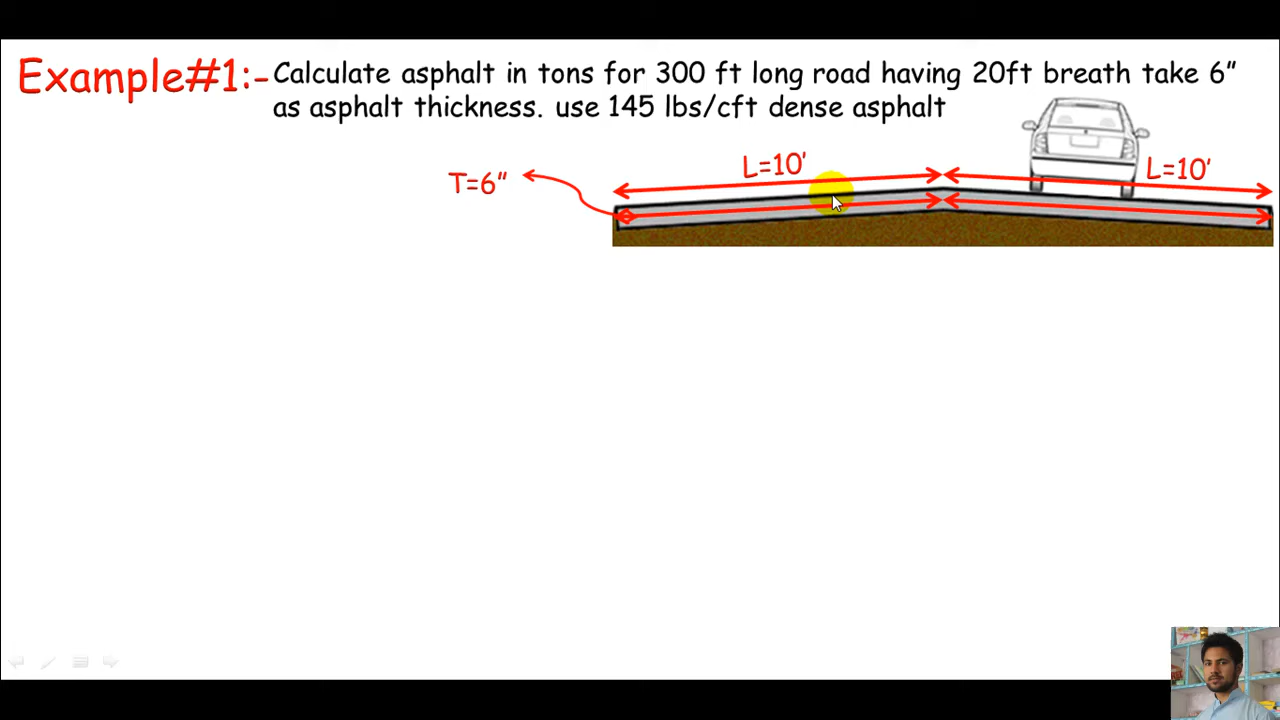 Example#1:- Calculate asphalt in tons for 300 ft long road having 20ft breath take 6”
as asphalt thickness. use 145 lbs/cft dense asphalt
T=6”
L=10’
L=10’